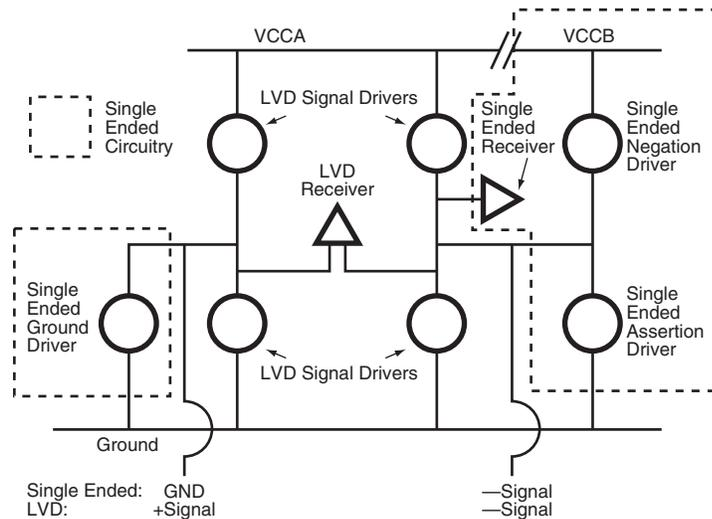 VCCA
VCCB
Single
Ended
Circuitry
LVD Signal Drivers
Single
Ended
Receiver
Single
Ended
Negation
Driver
LVD
Receiver
Single
Ended
Ground
Driver
Single
Ended
Assertion
Driver
LVD Signal Drivers
Ground
Single Ended: GND —Signal
LVD: +Signal —Signal